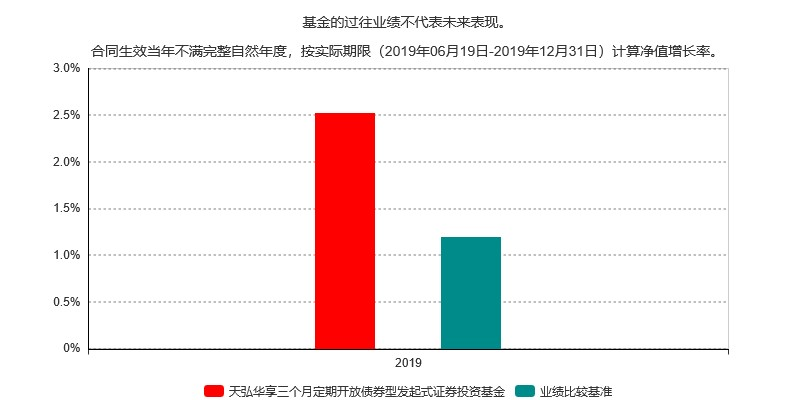 基金的过往业绩不代表未来表现。
合同生效当年不满完整自然年度，按实际期限（2019年06月19日-2019年12月31日）计算净值增长率。
3.0%
2.5%
2.0%
1.5%
1.0%
0.5%
0%
2019
天弘华享三个月定期开放债券型发起式证券投资基金 业绩比较基准